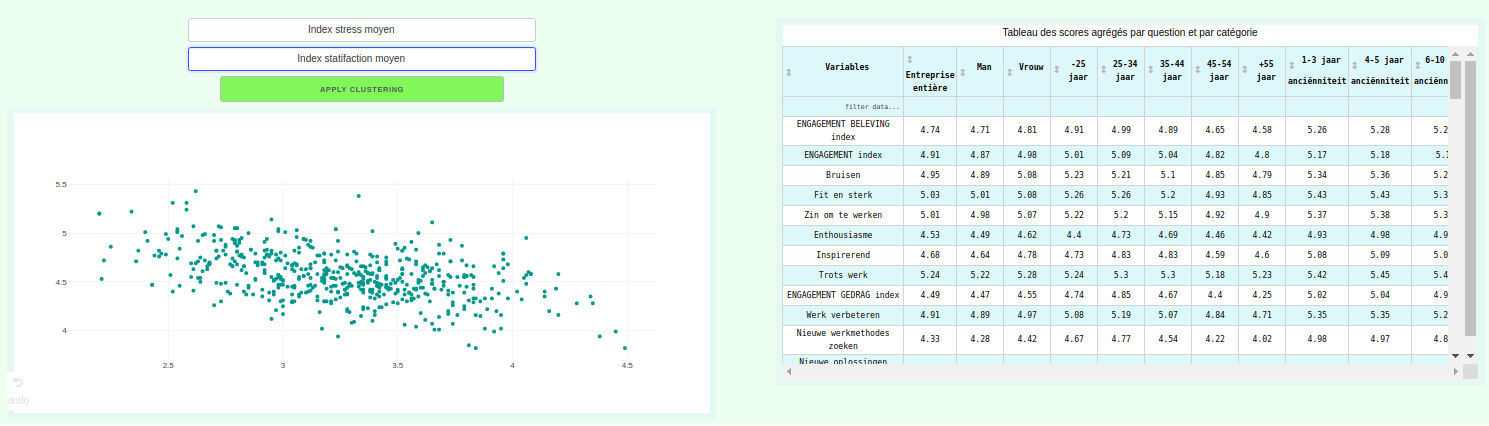 Index stress moyen
Index statifaction moyen
APPLY CLUSTERING
5.5
5
4.5
4
2.5 3 3.5 4 4.5
undo
Tableau des scores agrégés par question et par catégorie
Variables Entreprise entière Man Vrouw -25 jaar 25-34 jaar 35-44 jaar 45-54 jaar +55 jaar 1-3 jaar anciënniteit 4-5 jaar anciënniteit 6-10
filter data...
ENGAGEMENT BELEVING index 4.74 4.71 4.81 4.91 4.99 4.89 4.65 4.58 5.26 5.28 5.2
ENGAGEMENT index 4.91 4.87 4.98 5.01 5.09 5.04 4.82 4.8 5.17 5.18 5.1
Bruisen 4.95 4.89 5.08 5.23 5.21 5.1 4.85 4.79 5.34 5.36 5.2
Fit en sterk 5.03 5.01 5.08 5.26 5.26 5.2 4.93 4.85 5.43 5.43 5.3
Zin om te werken 5.01 4.98 5.07 5.22 5.2 5.15 4.92 4.9 5.37 5.38 5.3
Enthousiasme 4.53 4.49 4.62 4.4 4.73 4.69 4.46 4.42 4.93 4.98 4.9
Inspirerend 4.68 4.64 4.78 4.73 4.83 4.83 4.59 4.6 5.08 5.09 5.0
Trots werk 5.24 5.22 5.28 5.24 5.3 5.3 5.18 5.23 5.42 5.45 5.4
ENGAGEMENT GEDRAG index 4.49 4.47 4.55 4.74 4.85 4.67 4.4 4.25 5.02 5.04 4.9
Werk verbeteren 4.91 4.89 4.97 5.08 5.19 5.07 4.84 4.71 5.35 5.35 5.2
Nieuwe werkmethodes zoeken 4.33 4.28 4.42 4.67 4.77 4.54 4.22 4.02 4.98 4.97 4.8
Nieuwe oplossingen